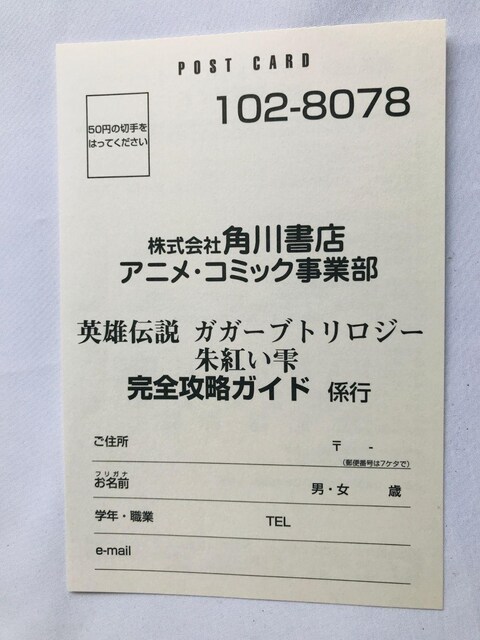 POST CARD
102-8078
50円の切手を
はってください
株式会社 角川書店
アニメ・コミック事業部
英雄伝説 ガガーブトリロジー
朱紅い雫
完全攻略ガイド 係行
ご住所 〒 -
(郵便番号は7ケタで)
フリガナ
お名前 男・女 歳
学年・職業 TEL
e-mail